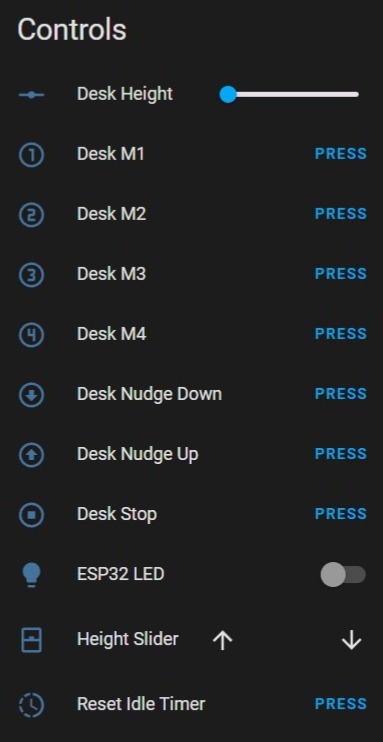 Controls
Desk Height
1 Desk M1 PRESS
2 Desk M2 PRESS
3 Desk M3 PRESS
4 Desk M4 PRESS
Desk Nudge Down PRESS
Desk Nudge Up PRESS
Desk Stop PRESS
ESP32 LED
Height Slider
Reset Idle Timer PRESS